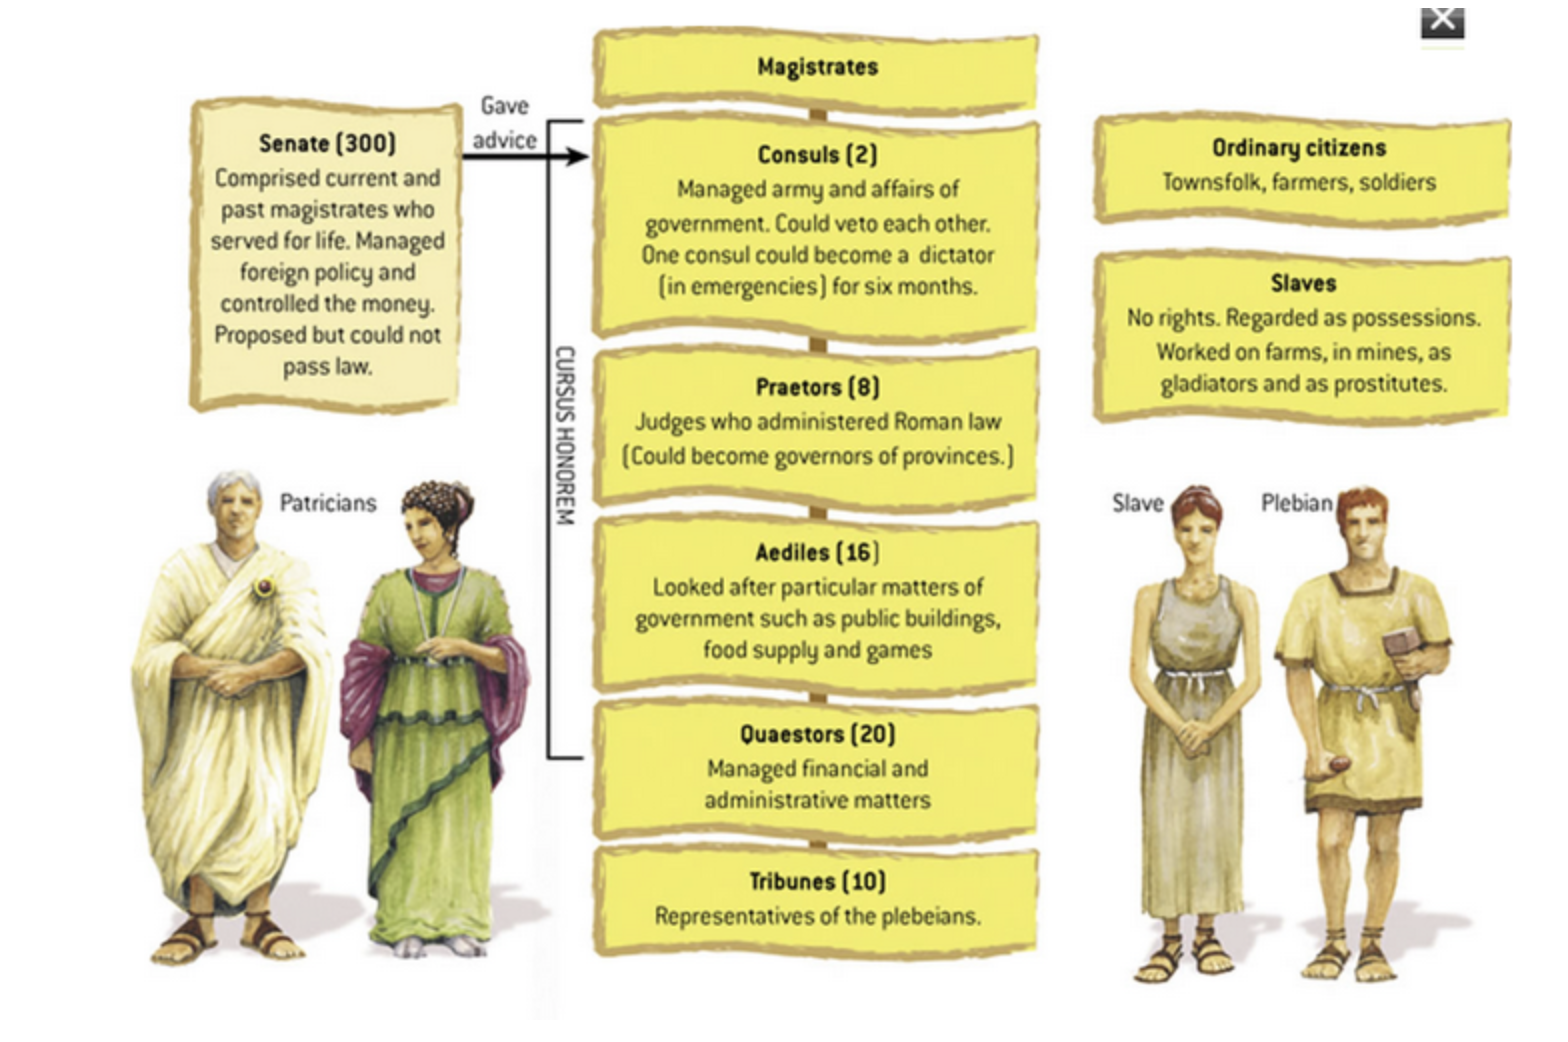 Senate (300)
Comprised current and
past magistrates who
served for life. Managed
foreign policy and
controlled the money.
Proposed but could not
pass law.
Gave
advice
Magistrates
Consuls (2)
Managed army and affairs of
government. Could veto each other.
One consul could become a dictator
(in emergencies) for six months.
Praetors (8)
Judges who administered Roman law
(Could become governors of provinces.)
Aediles (16)
Looked after particular matters of
government such as public buildings,
food supply and games
Quaestors (20)
Managed financial and
administrative matters
Tribunes (10)
Representatives of the plebeians.
CURSUS HONOREM
Ordinary citizens
Townsfolk, farmers, soldiers
Slaves
No rights. Regarded as possessions.
Worked on farms, in mines, as
gladiators and as prostitutes.
Patricians
Slave
Plebian